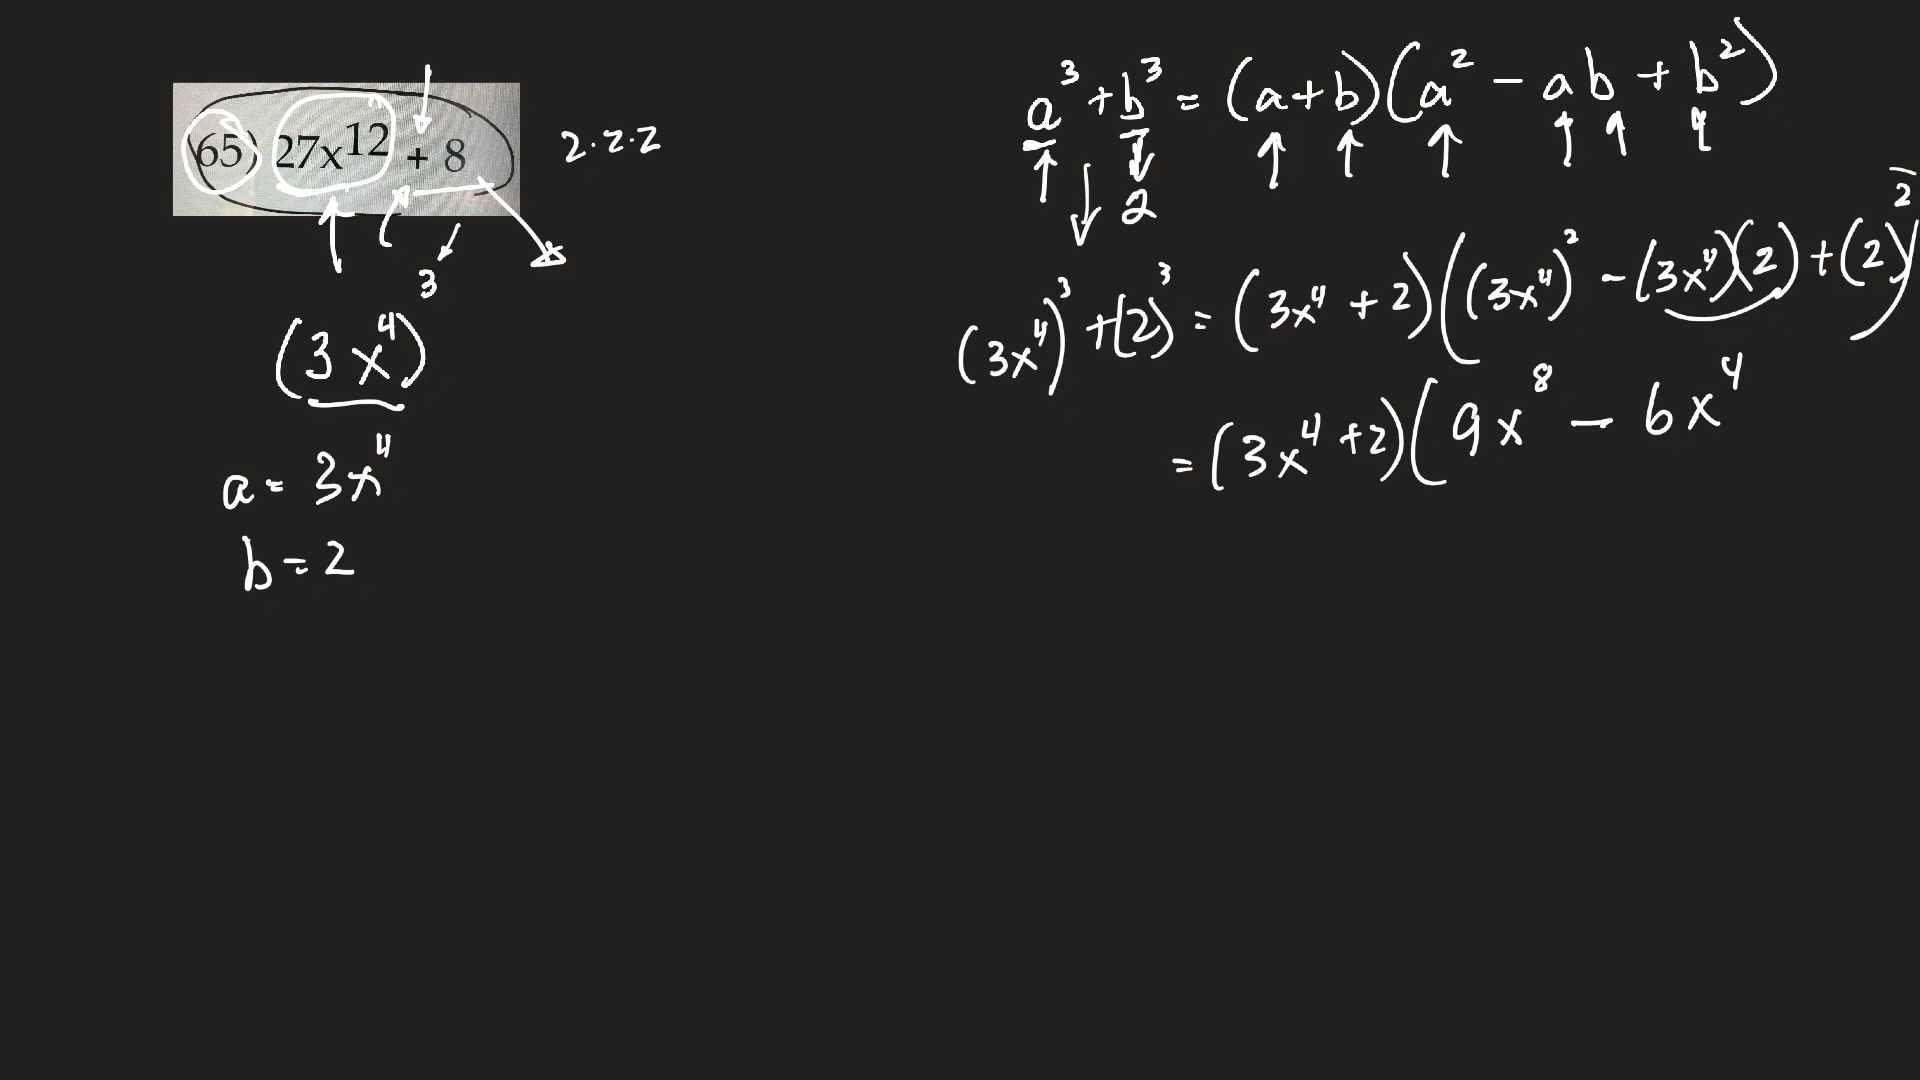 65) 27x^12 + 8
2·2·2
3
(3x^4)
a = 3x^4
b = 2
a^3 + b^3 = (a+b)(a^2 - ab + b^2)
2
(3x^4)^3 + (2)^3 = (3x^4 + 2)((3x^4)^2 - (3x^4)(2) + (2)^2)
= (3x^4 + 2)(9x^8 - 6x^4